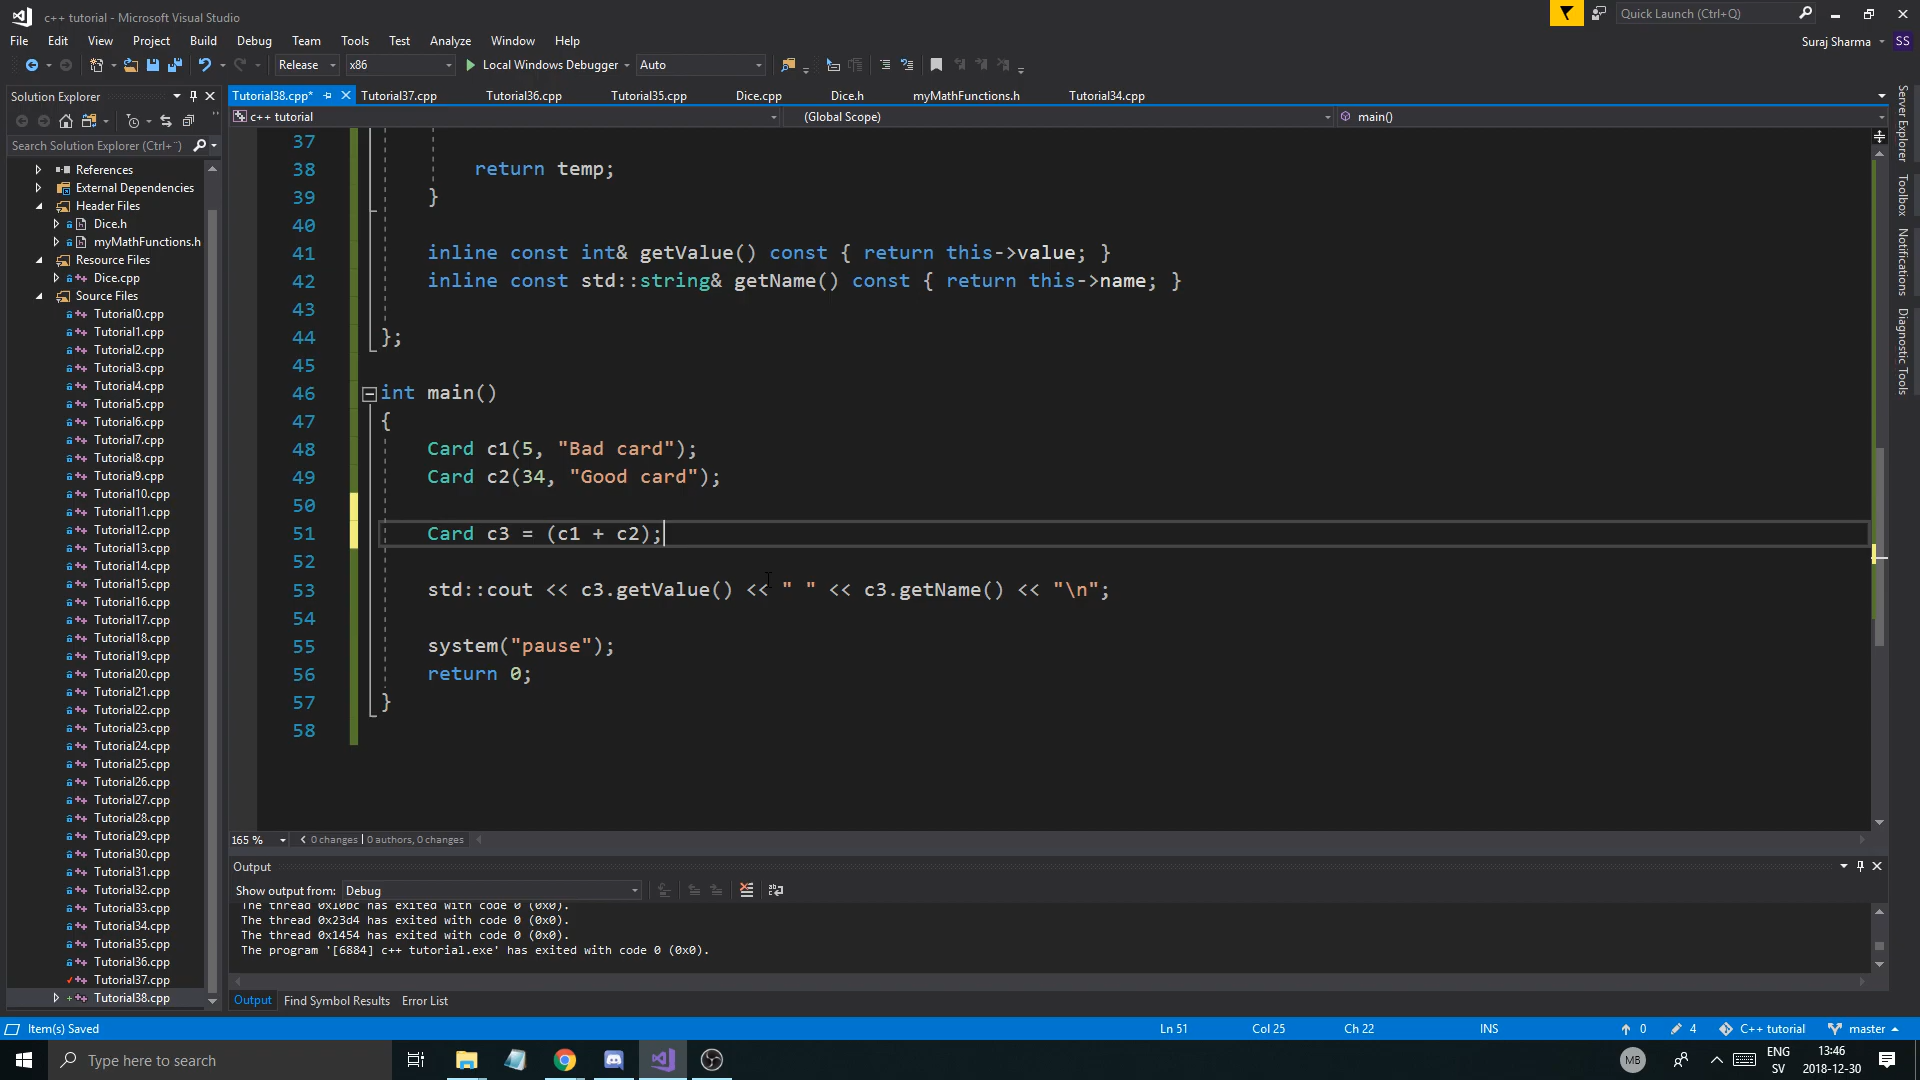 c++ tutorial - Microsoft Visual Studio
Quick Launch (Ctrl+Q)
File Edit View Project Build Debug Team Tools Test Analyze Window Help
Suraj Sharma SS
Release x86 Local Windows Debugger Auto
Solution Explorer
Tutorial38.cpp* Tutorial37.cpp Tutorial36.cpp Tutorial35.cpp Dice.cpp Dice.h myMathFunctions.h Tutorial34.cpp
c++ tutorial (Global Scope) main()
Search Solution Explorer (Ctrl+¨)
References
External Dependencies
Header Files
Dice.h
myMathFunctions.h
Resource Files
Dice.cpp
Source Files
Tutorial0.cpp
Tutorial1.cpp
Tutorial2.cpp
Tutorial3.cpp
Tutorial4.cpp
Tutorial5.cpp
Tutorial6.cpp
Tutorial7.cpp
Tutorial8.cpp
Tutorial9.cpp
Tutorial10.cpp
Tutorial11.cpp
Tutorial12.cpp
Tutorial13.cpp
Tutorial14.cpp
Tutorial15.cpp
Tutorial16.cpp
Tutorial17.cpp
Tutorial18.cpp
Tutorial19.cpp
Tutorial20.cpp
Tutorial21.cpp
Tutorial22.cpp
Tutorial23.cpp
Tutorial24.cpp
Tutorial25.cpp
Tutorial26.cpp
Tutorial27.cpp
Tutorial28.cpp
Tutorial29.cpp
Tutorial30.cpp
Tutorial31.cpp
Tutorial32.cpp
Tutorial33.cpp
Tutorial34.cpp
Tutorial35.cpp
Tutorial36.cpp
Tutorial37.cpp
Tutorial38.cpp
37
38 return temp;
39 }
40
41 inline const int& getValue() const { return this->value; }
42 inline const std::string& getName() const { return this->name; }
43
44 };
45
46 int main()
47 {
48 Card c1(5, "Bad card");
49 Card c2(34, "Good card");
50
51 Card c3 = (c1 + c2);
52
53 std::cout << c3.getValue() << " " << c3.getName() << "\n";
54
55 system("pause");
56 return 0;
57 }
58
165 % 0 changes | 0 authors, 0 changes
Output
Show output from: Debug
The thread 0x10bc has exited with code 0 (0x0).
The thread 0x23d4 has exited with code 0 (0x0).
The thread 0x1454 has exited with code 0 (0x0).
The program '[6884] c++ tutorial.exe' has exited with code 0 (0x0).
Output Find Symbol Results Error List
Server Explorer
Toolbox
Notifications
Diagnostic Tools
Item(s) Saved Ln 51 Col 25 Ch 22 INS 0 4 C++ tutorial master
Type here to search
MB
ENG
SV
13:46
2018-12-30